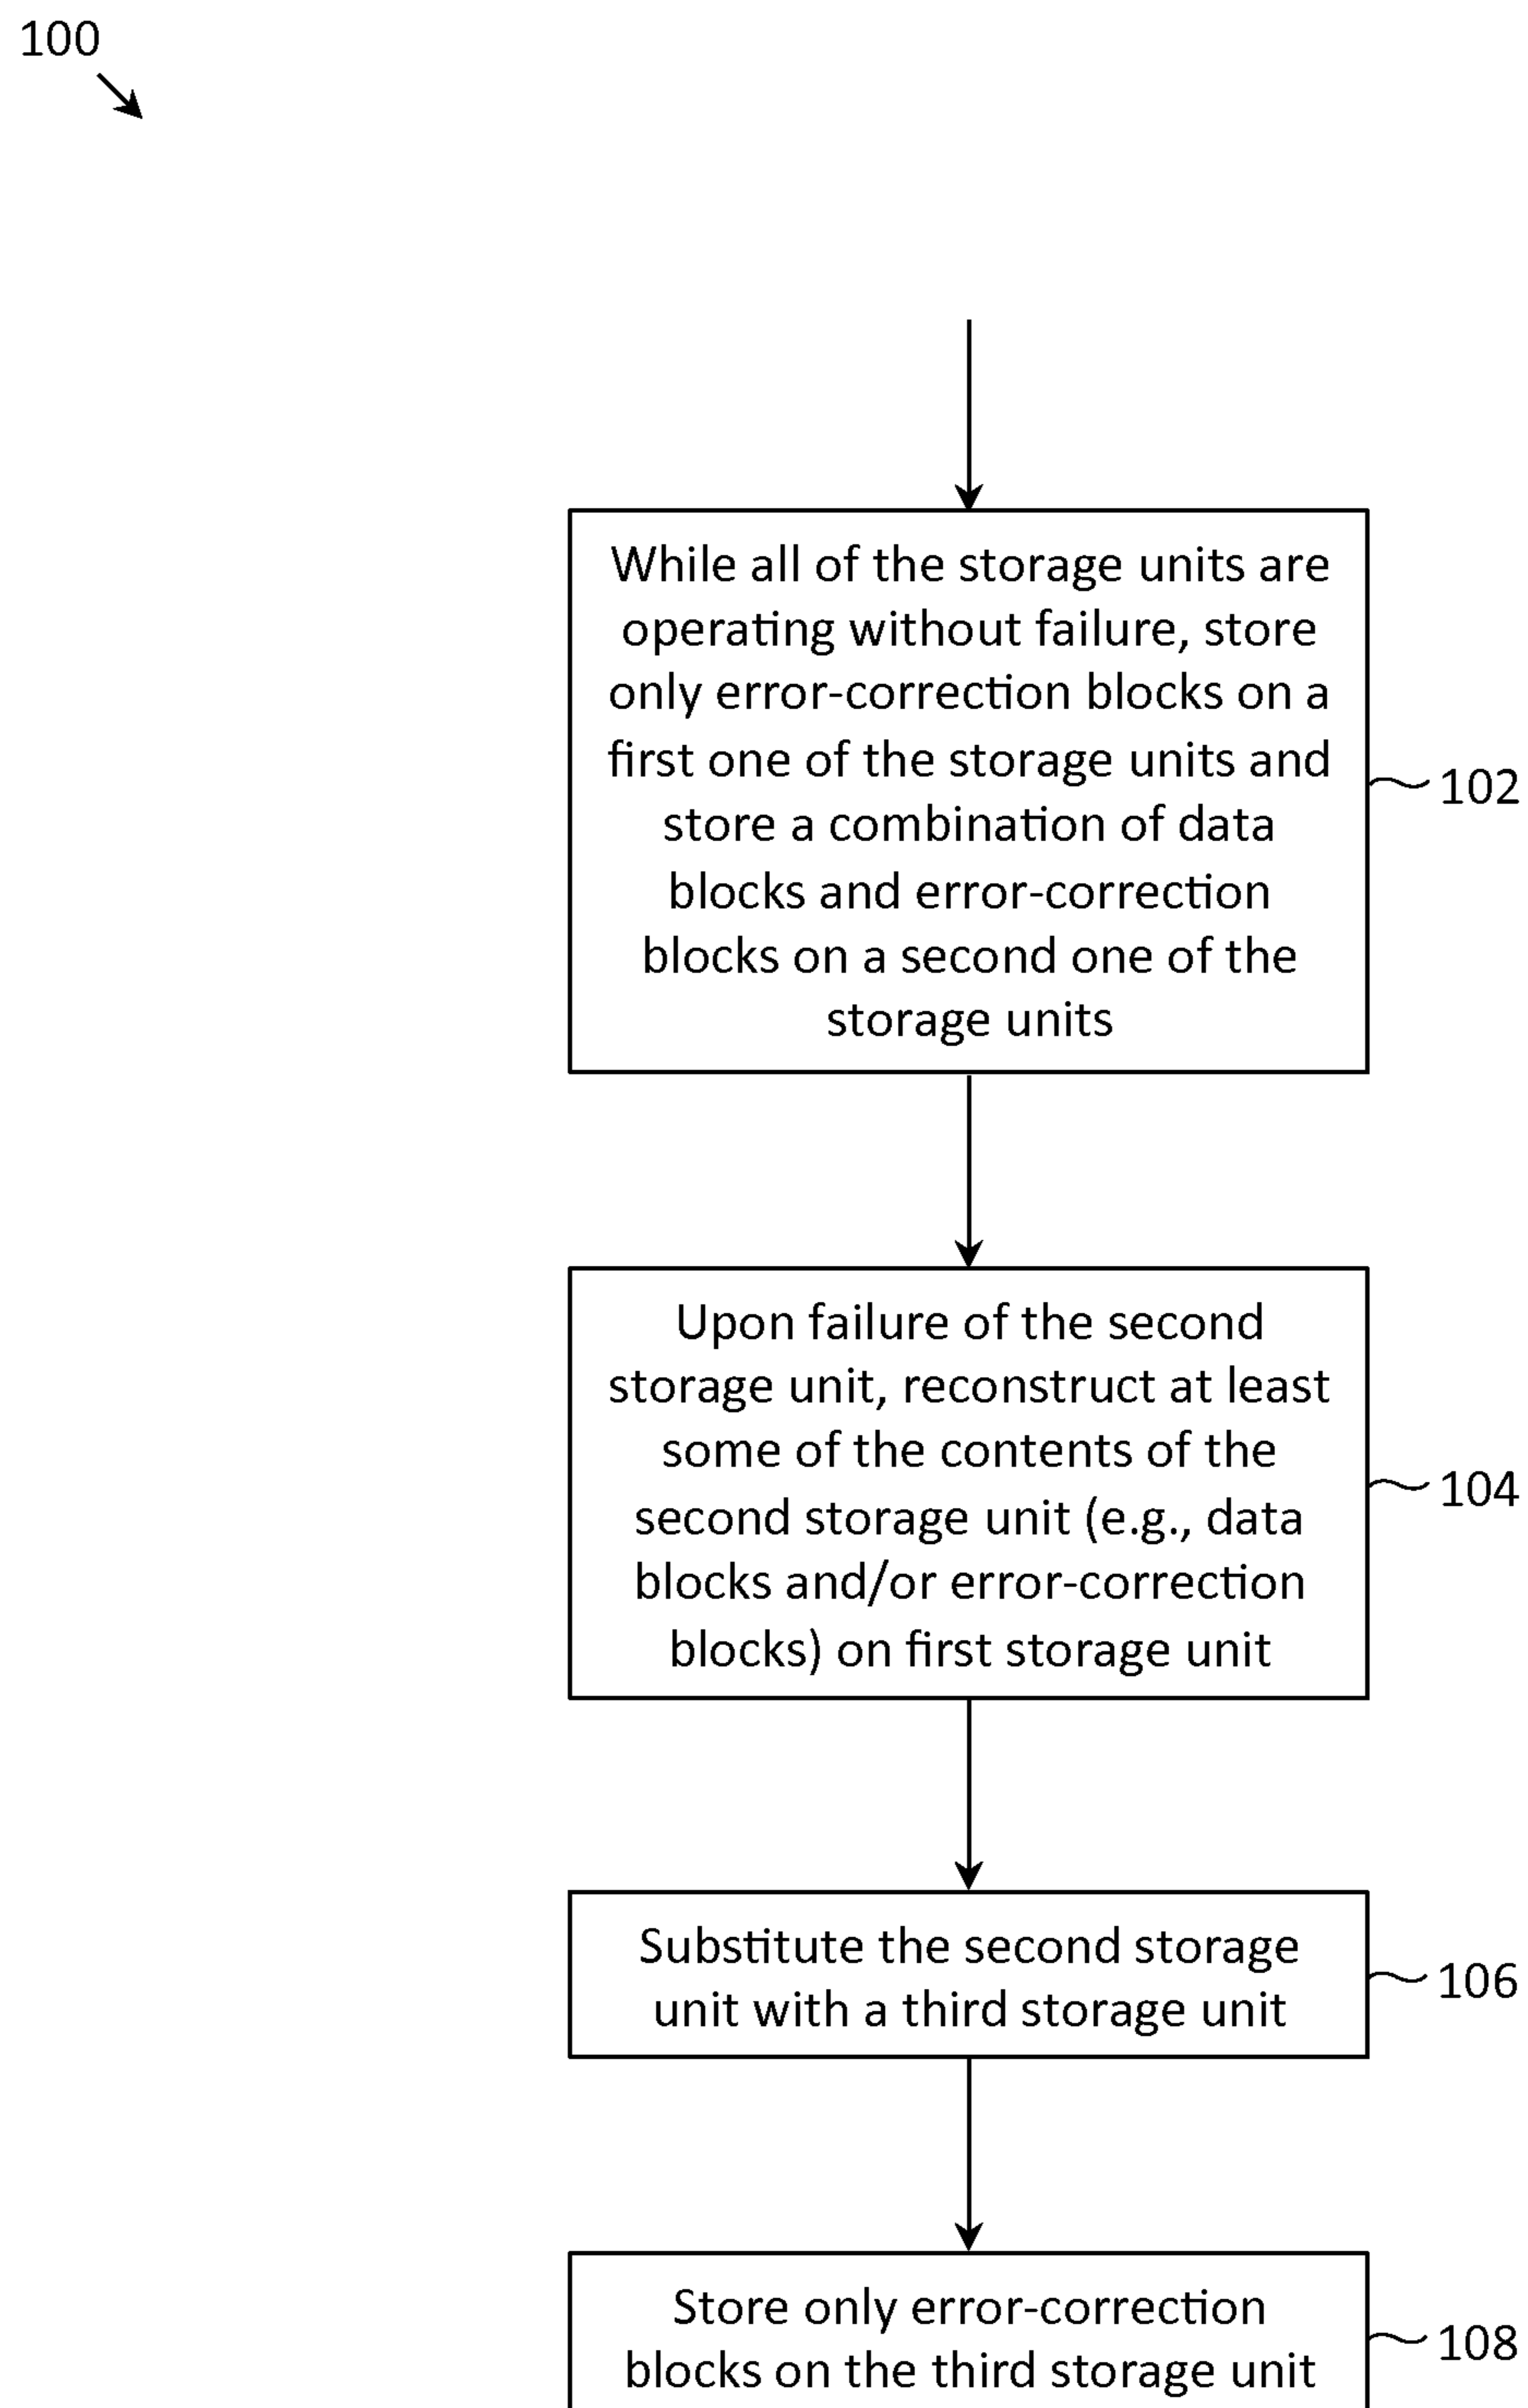 100
While all of the storage units are
operating without failure, store
only error-correction blocks on a
first one of the storage units and
store a combination of data
blocks and error-correction
blocks on a second one of the
storage units
102
Upon failure of the second
storage unit, reconstruct at least
some of the contents of the
second storage unit (e.g., data
blocks and/or error-correction
blocks) on first storage unit
104
Substitute the second storage
unit with a third storage unit
106
Store only error-correction
blocks on the third storage unit
108